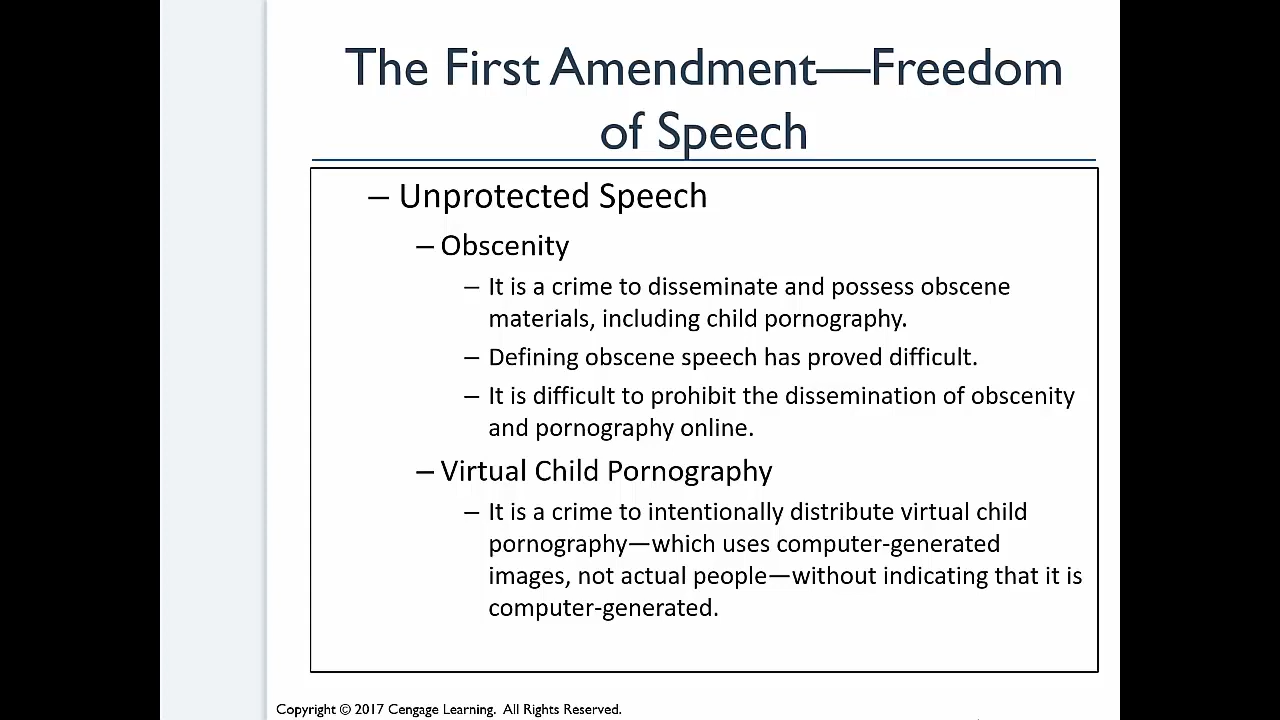 The First Amendment—Freedom
of Speech
– Unprotected Speech
– Obscenity
– It is a crime to disseminate and possess obscene
materials, including child pornography.
– Defining obscene speech has proved difficult.
– It is difficult to prohibit the dissemination of obscenity
and pornography online.
– Virtual Child Pornography
– It is a crime to intentionally distribute virtual child
pornography—which uses computer-generated
images, not actual people—without indicating that it is
computer-generated.
Copyright © 2017 Cengage Learning. All Rights Reserved.